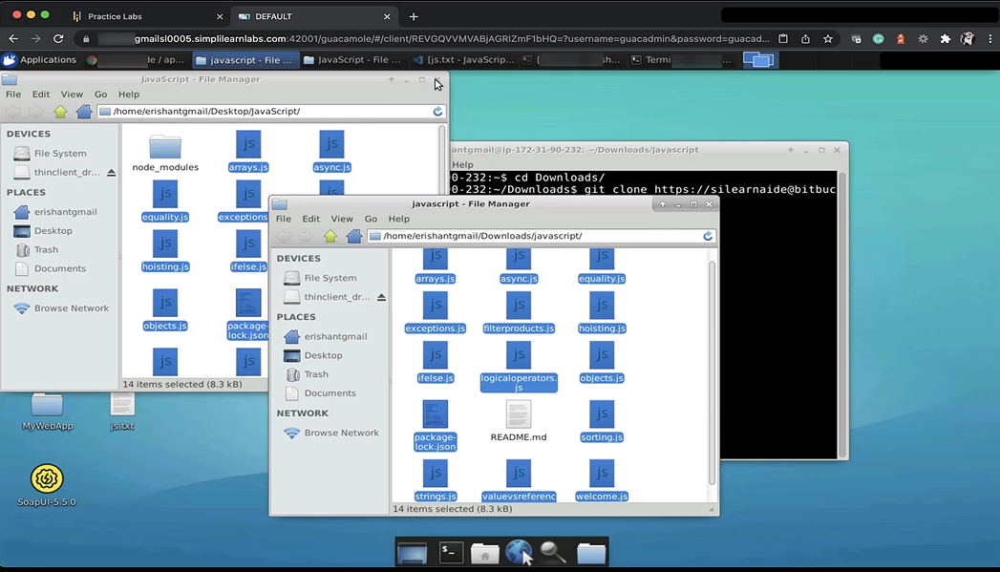 Practice Labs
DEFAULT
gmailsl0005.simplilearnlabs.com:42001/guacamole/#/client/REVGQVVMVABjAGRIZmF1bHQ=?username=guacadmin&password=guacad...
Applications
le / ap...
javascript - File ...
JavaScript - File ...
[js.txt - JavaScrip...
sh...
Termi
JavaScript - File Manager
File Edit View Go Help
/home/erishantgmail/Desktop/JavaScript/
DEVICES
File System
thinclient_dr...
PLACES
erishantgmail
Desktop
Trash
Documents
NETWORK
Browse Network
node_modules
arrays.js
async.js
equality.js
exceptions
hoisting.js
ifelse.js
objects.js
package-
lock.json
14 items selected (8.3 kB)
antgmail@ip-172-31-90-232: ~/Downloads/javascript
Help
0-232:~$ cd Downloads/
0-232:~/Downloads$ git clone https://silearnaide@bitbuc
javascript - File Manager
File Edit View Go Help
/home/erishantgmail/Downloads/javascript/
DEVICES
File System
thinclient_dr...
PLACES
erishantgmail
Desktop
Trash
Documents
NETWORK
Browse Network
arrays.js
async.js
equality.js
exceptions.js
filterproducts.js
hoisting.js
ifelse.js
logicaloperators.
js
objects.js
package-
lock.json
README.md
sorting.js
strings.js
valuevsreferenc
welcome.js
14 items selected (8.3 kB)
MyWebApp
js.txt
SoapUI-5.5.0